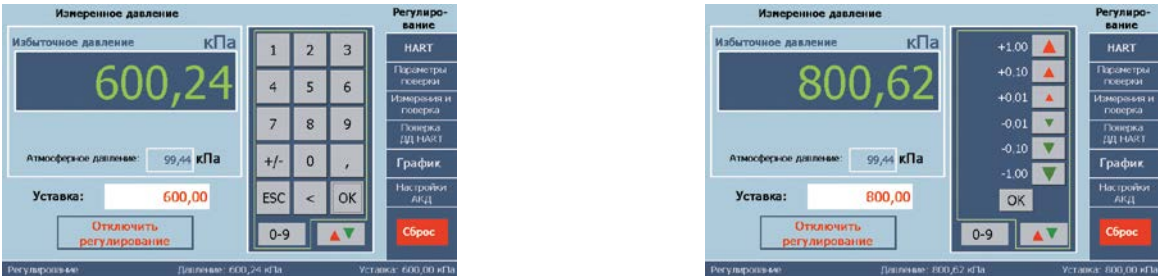 Измеренное давление
Регулиро-
вание
Избыточное давление кПа
600,24
Атмосферное давление: 99,44 кПа
Уставка: 600,00
Отключить
регулирование
1 2 3
4 5 6
7 8 9
+/- 0 ,
ESC < OK
0-9
HART
Параметры
поверки
Измерения и
поверка
Поверка
ДД HART
График
Настройки
АКД
Сброс
Регулирование Давление: 600,24 кПа Уставка: 600,00 кПа
Измеренное давление
Регулиро-
вание
Избыточное давление кПа
800,62
Атмосферное давление: 99,44 кПа
Уставка: 800,00
Отключить
регулирование
+1.00
+0,10
+0,01
-0,01
-0,10
-1.00
OK
0-9
HART
Параметры
поверки
Измерения и
поверка
Поверка
ДД HART
График
Настройки
АКД
Сброс
Регулирование Давление: 800,62 кПа Уставка: 800,00 кПа